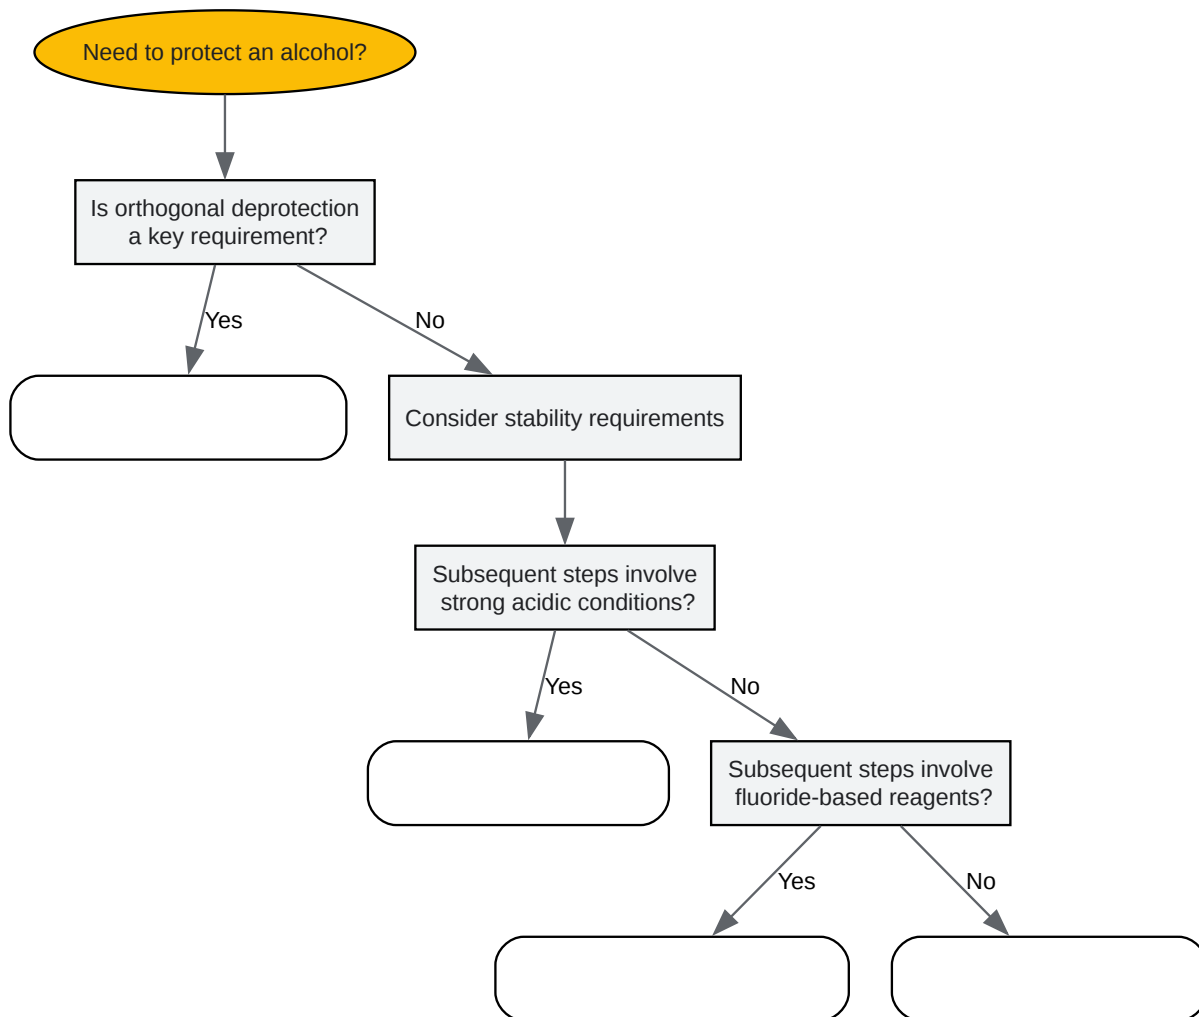 Need to protect an alcohol?
Is orthogonal deprotection
a key requirement?
Yes
No
Consider stability requirements
Subsequent steps involve
strong acidic conditions?
Yes
No
Subsequent steps involve
fluoride-based reagents?
Yes
No